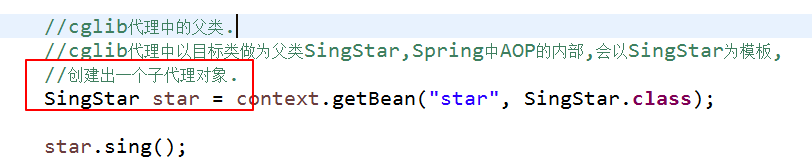 //cglib代理中的父类.
//cglib代理中以目标类做为父类SingStar,Spring中AOP的内部,会以SingStar为模板,
//创建出一个子代理对象.
SingStar star = context.getBean("star", SingStar.class);
star.sing();